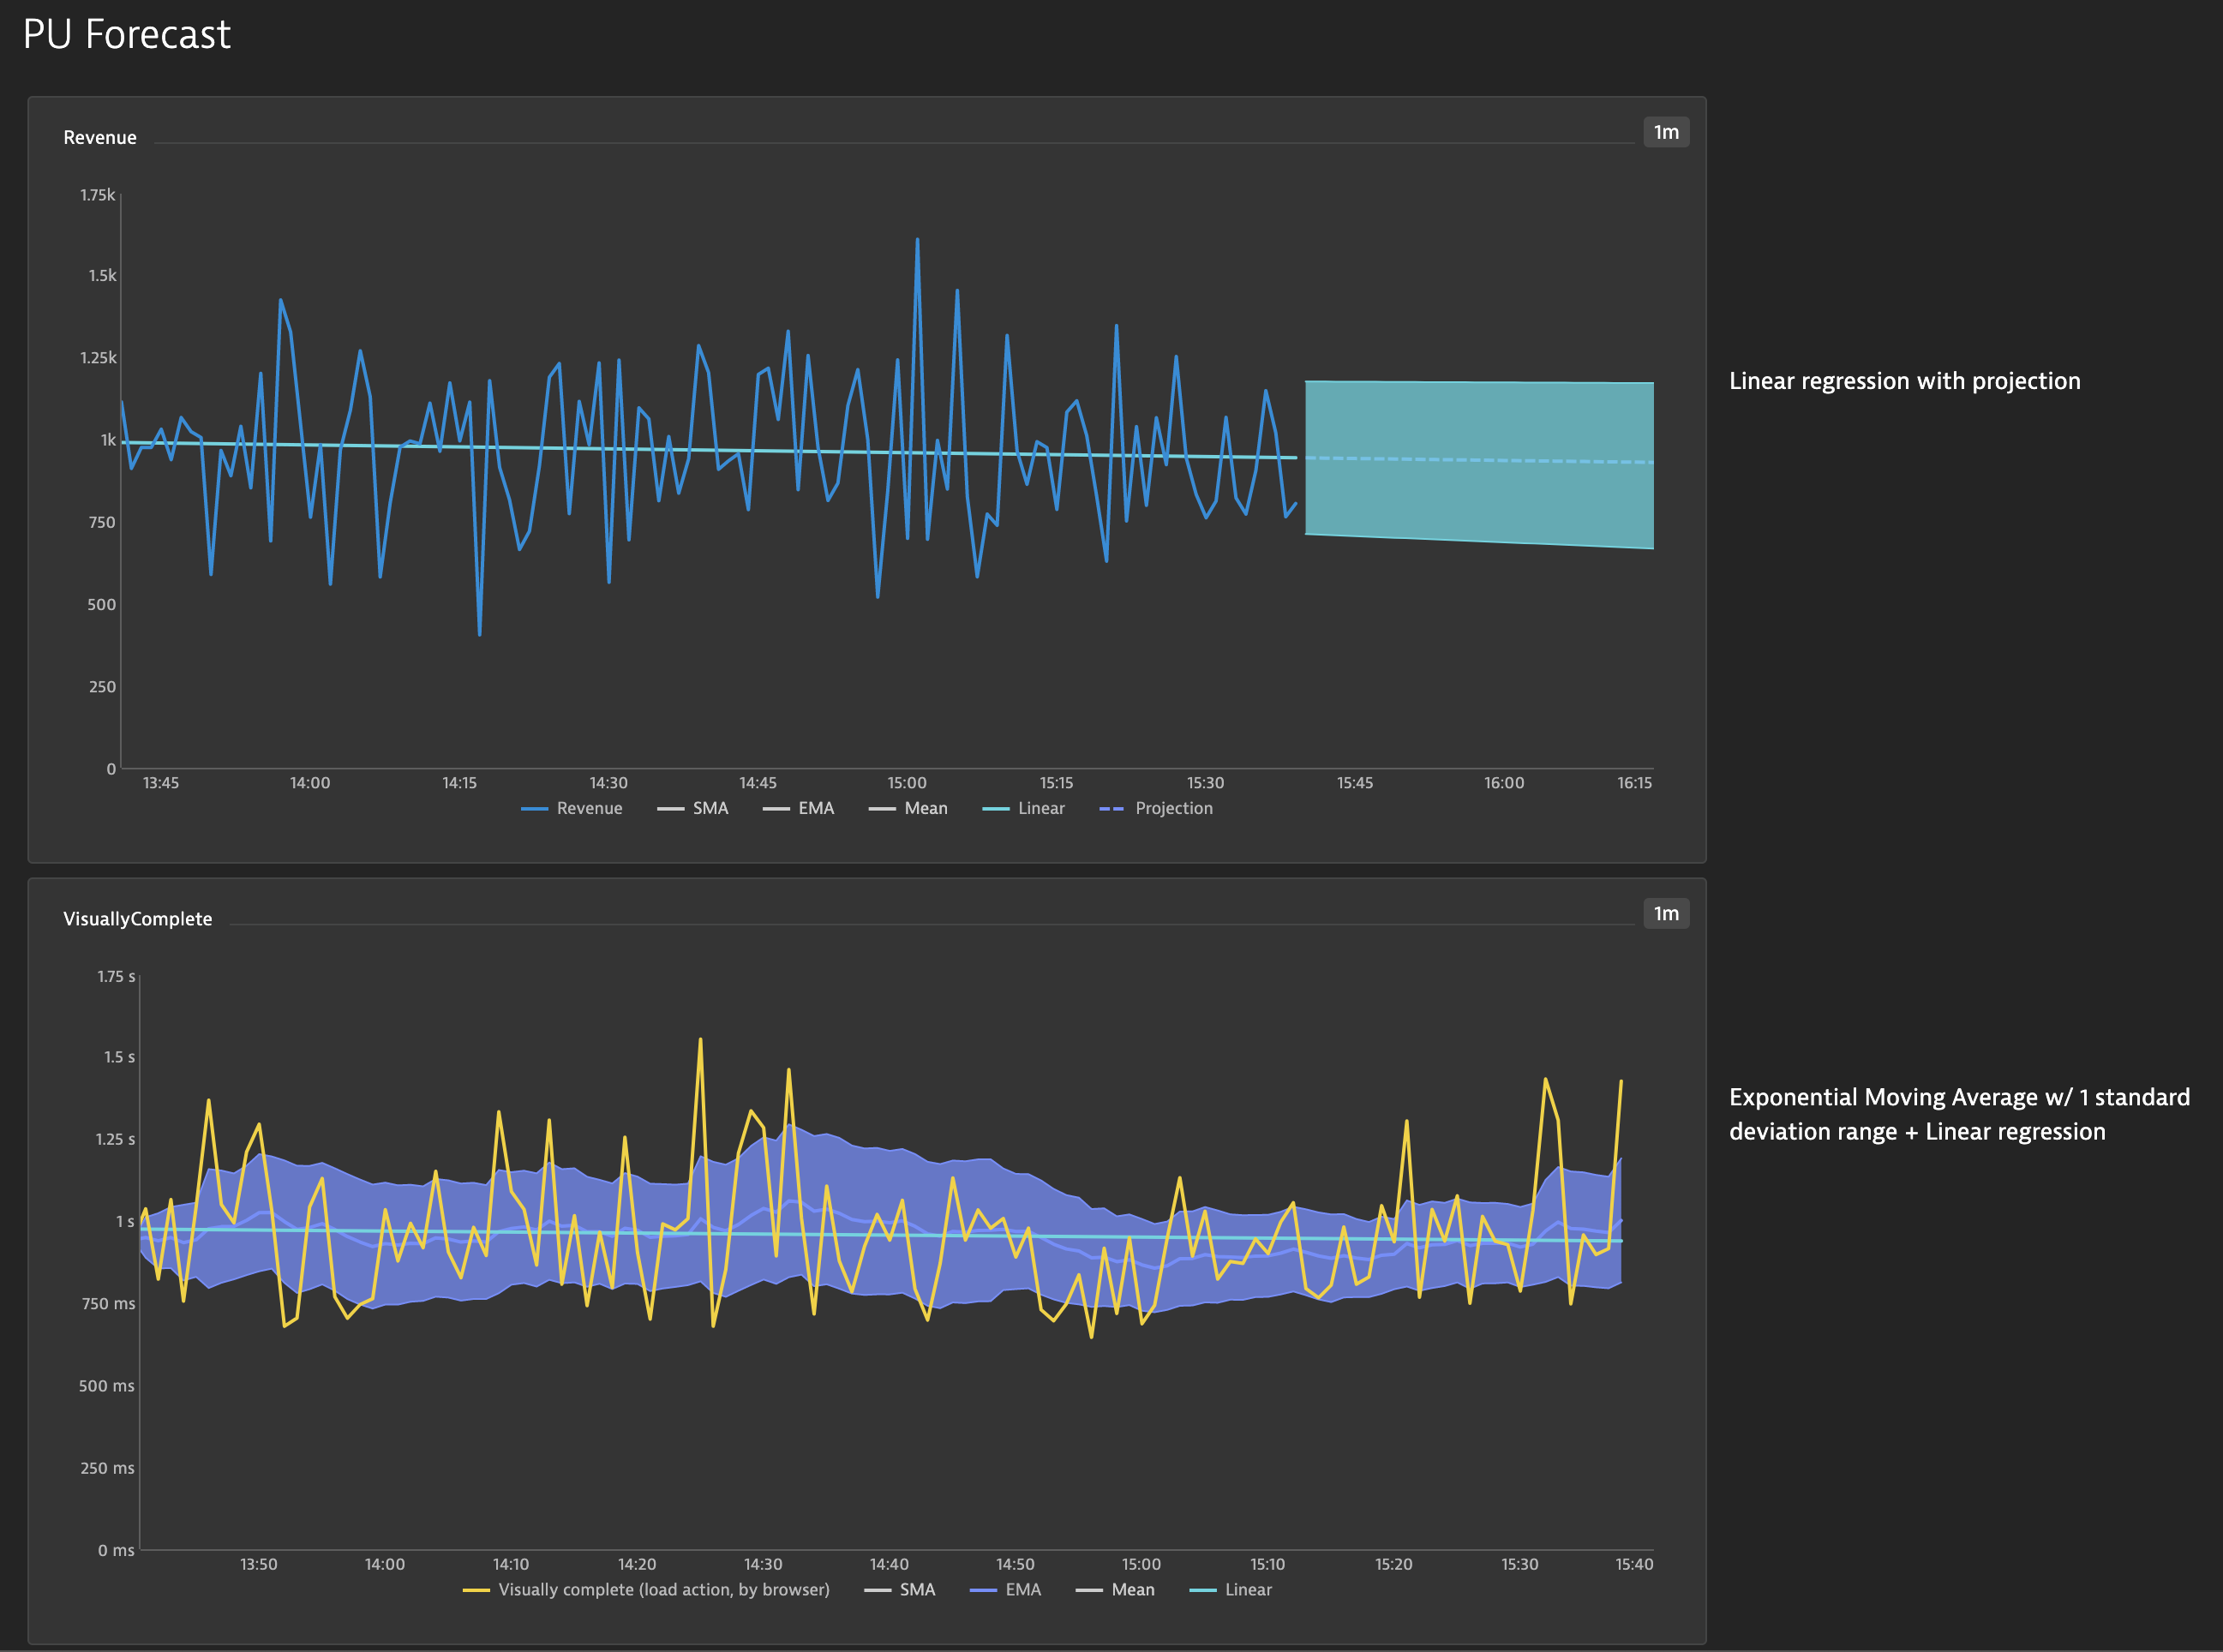 PU Forecast
Revenue
1m
1.75k
1.5k
1.25k
1k
750
500
250
0
13:45 14:00 14:15 14:30 14:45 15:00 15:15 15:30 15:45 16:00 16:15
Revenue SMA EMA Mean Linear Projection
Linear regression with projection
VisuallyComplete
1m
1.75 s
1.5 s
1.25 s
1 s
750 ms
500 ms
250 ms
0 ms
13:50 14:00 14:10 14:20 14:30 14:40 14:50 15:00 15:10 15:20 15:30 15:40
Visually complete (load action, by browser) SMA EMA Mean Linear
Exponential Moving Average w/ 1 standard
deviation range + Linear regression